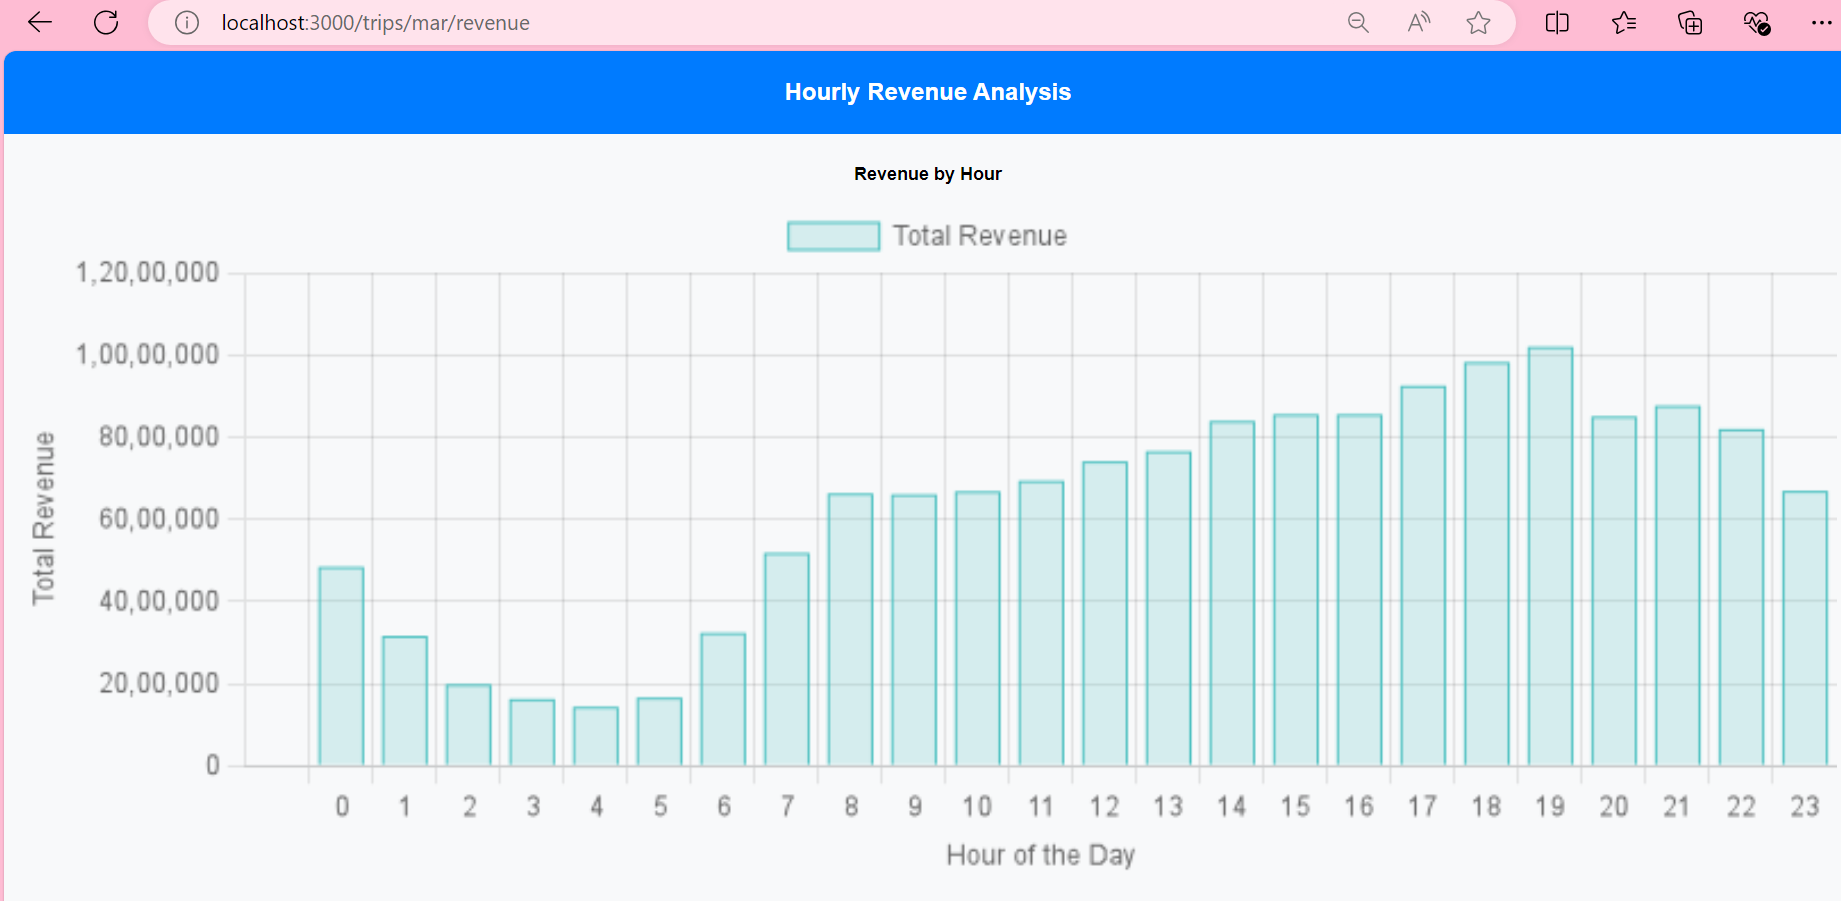 localhost:3000/trips/mar/revenue
Hourly Revenue Analysis
Revenue by Hour
Total Revenue
1,20,00,000
1,00,00,000
80,00,000
60,00,000
40,00,000
20,00,000
0
Total Revenue
0 1 2 3 4 5 6 7 8 9 10 11 12 13 14 15 16 17 18 19 20 21 22 23
Hour of the Day